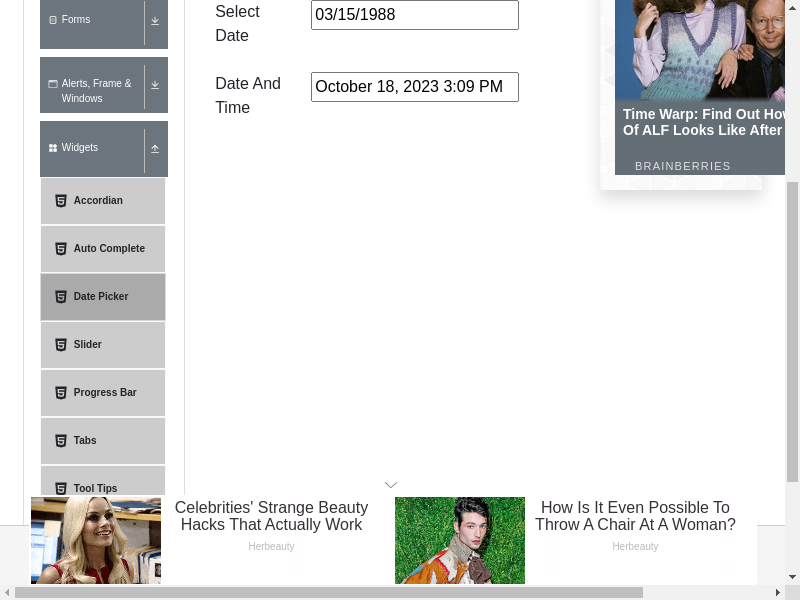 Forms
Alerts, Frame &
Windows
Widgets
Accordian
Auto Complete
Date Picker
Slider
Progress Bar
Tabs
Tool Tips
Select
Date
03/15/1988
Date And
Time
October 18, 2023 3:09 PM
Time Warp: Find Out How
Of ALF Looks Like After
BRAINBERRIES
Celebrities' Strange Beauty
Hacks That Actually Work
Herbeauty
How Is It Even Possible To
Throw A Chair At A Woman?
Herbeauty